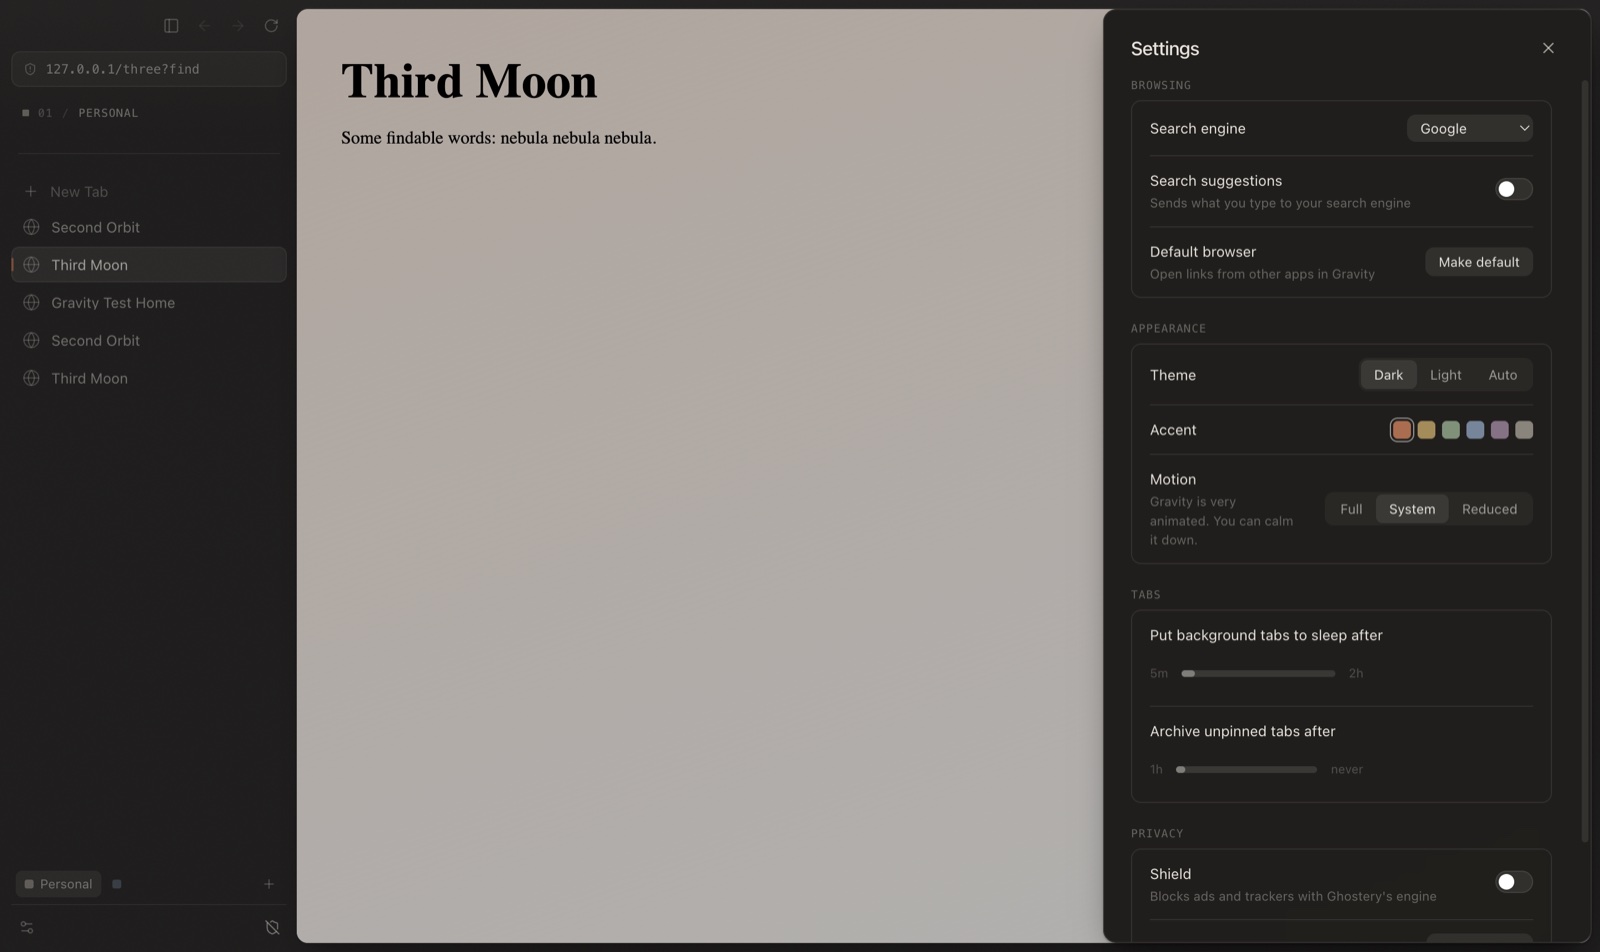 127.0.0.1/three?find
01 / PERSONAL
New Tab
Second Orbit
Third Moon
Gravity Test Home
Second Orbit
Third Moon
Personal
Third Moon
Some findable words: nebula nebula nebula.
Settings
BROWSING
Search engine
Google
Search suggestions
Sends what you type to your search engine
Default browser
Open links from other apps in Gravity
Make default
APPEARANCE
Theme
Dark Light Auto
Accent
Motion
Gravity is very
animated. You can calm
it down.
Full System Reduced
TABS
Put background tabs to sleep after
5m 2h
Archive unpinned tabs after
1h never
PRIVACY
Shield
Blocks ads and trackers with Ghostery's engine